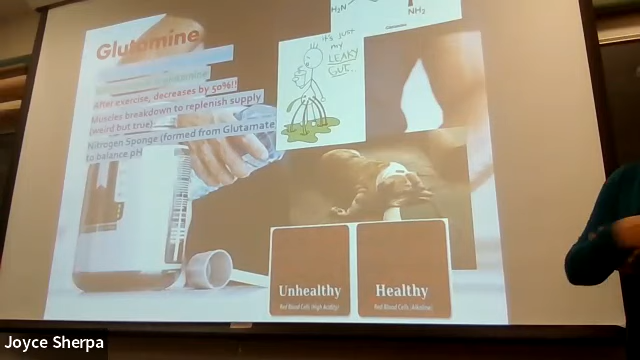 Glutamine
After exercise, decreases by 50%!!
Muscles breakdown to replenish supply
(weird but true)
Nitrogen Sponge (formed from Glutamate
to balance pH
H₂N
NH₂
Glutamine
it's just
my
LEAKY
GUT..
Unhealthy
Red Blood Cells (High Acidity)
Healthy
Red Blood Cells (Alkaline)
Joyce Sherpa